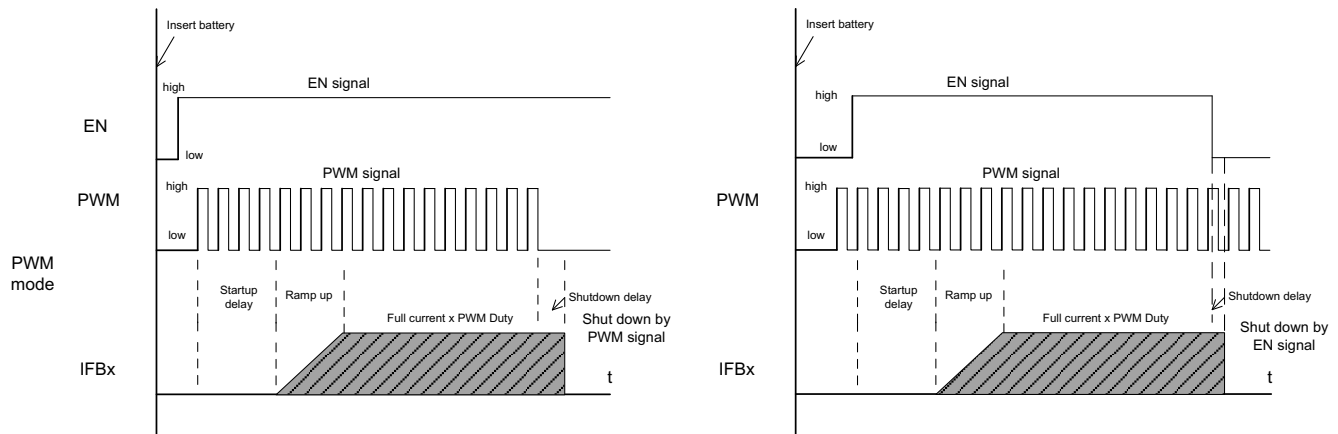 Insert battery
EN signal
high
EN
low
PWM signal
high
PWM
low
PWM
mode
Startup
delay
Ramp up
Shutdown delay
Full current x PWM Duty
Shut down by
PWM signal
IFBx
t
Insert battery
EN signal
high
low
PWM signal
high
PWM
low
Startup
delay
Ramp up
Shutdown delay
Full current x PWM Duty
Shut down by
EN signal
IFBx
t